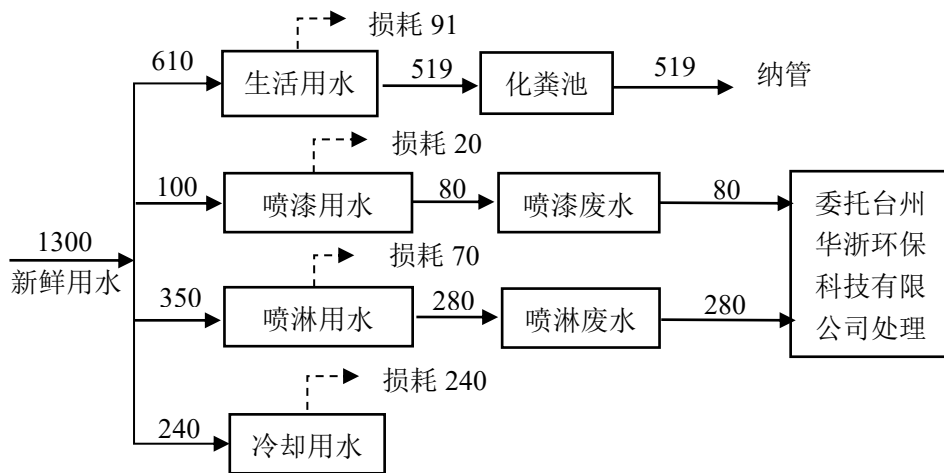 损耗 91
610
生活用水
519
化粪池
519
纳管
损耗 20
100
喷漆用水
80
喷漆废水
80
委托台州
华浙环保
科技有限
公司处理
1300
新鲜用水
损耗 70
350
喷淋用水
280
喷淋废水
280
损耗 240
240
冷却用水